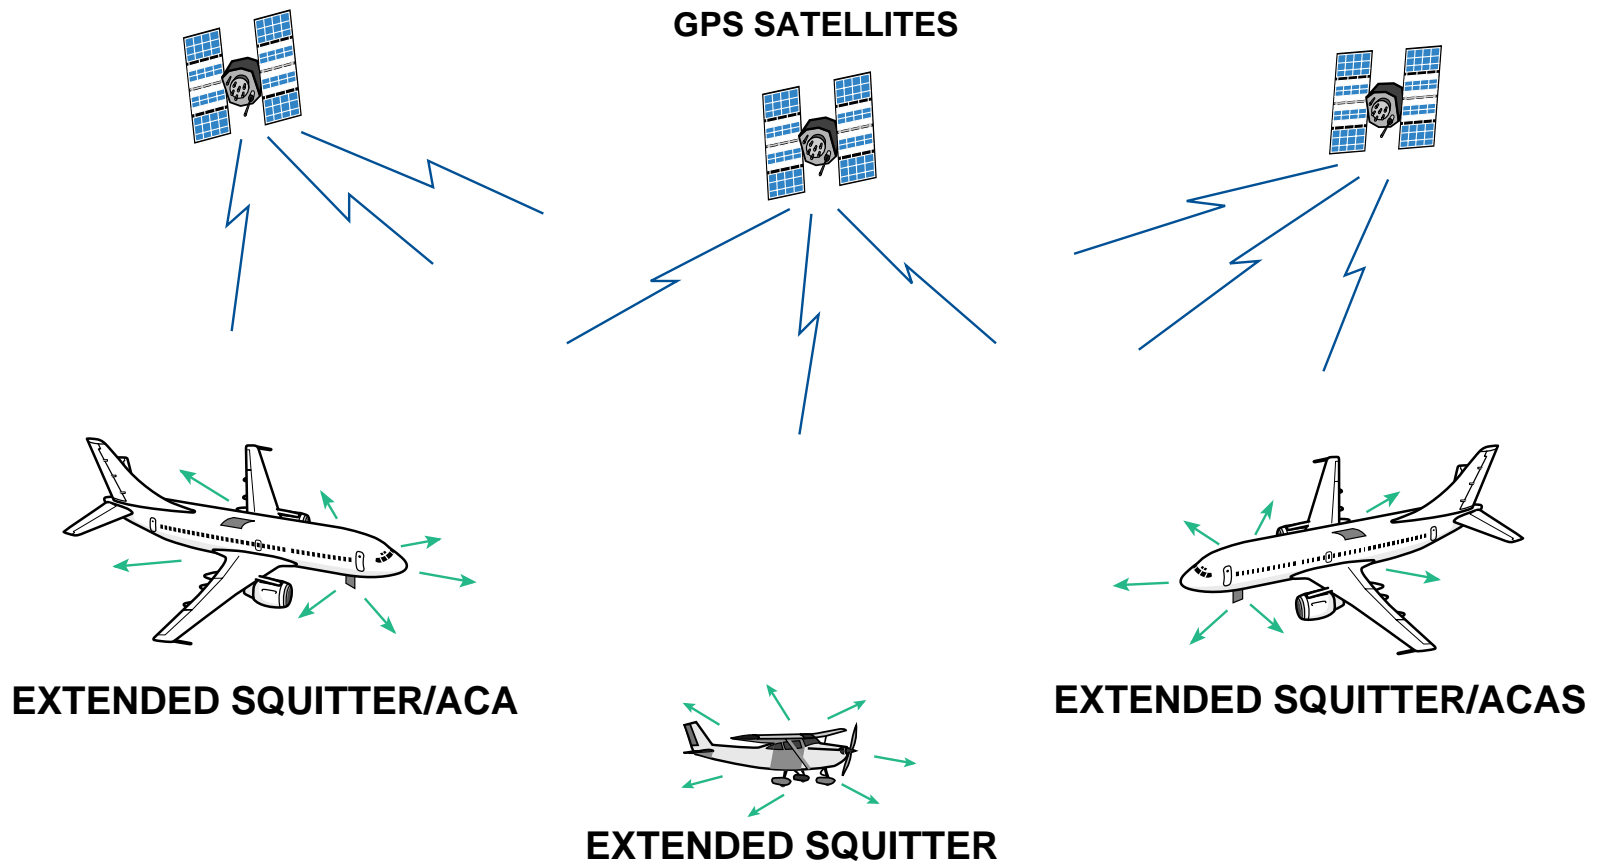 GPS SATELLITES
EXTENDED SQUITTER/ACA
EXTENDED SQUITTER/ACAS
EXTENDED SQUITTER